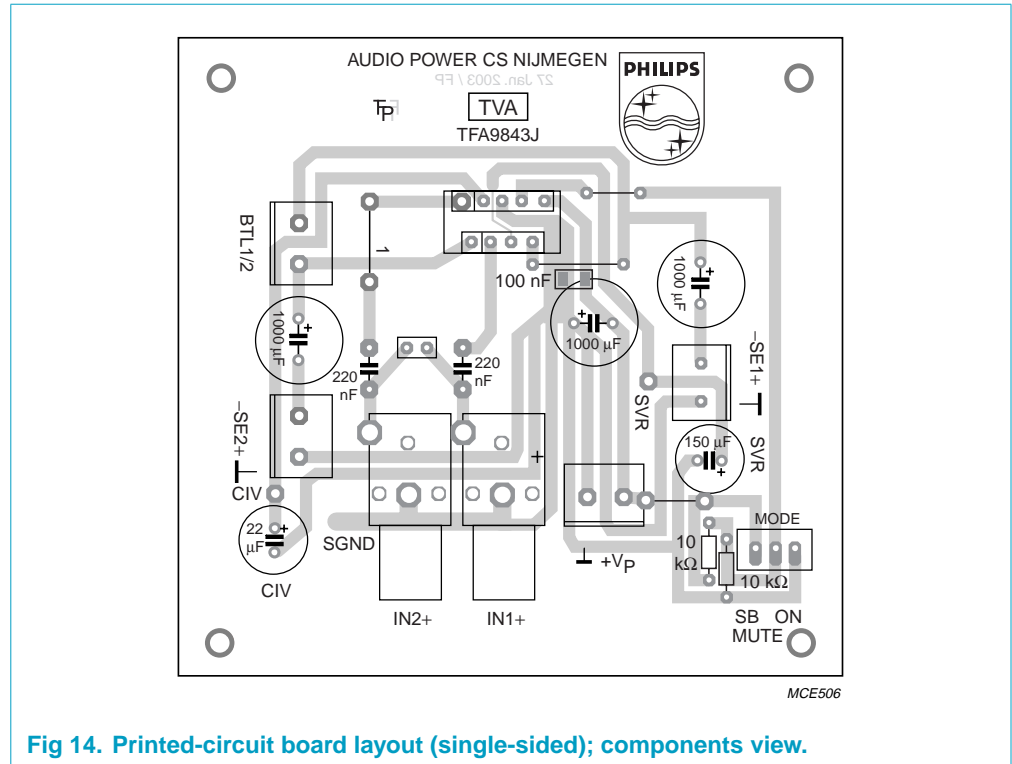 AUDIO POWER CS NIJMEGEN
27 Jan. 2003 / FP
PHILIPS
TP
TVA
TFA9843J
BTL1/2
1
100 nF
1000 µF
1000 µF
1000 µF
220 nF
220 nF
−SE1+
SVR
−SE2+
150 µF
SVR
+
CIV
MODE
22 µF
SGND
+VP
10 kΩ
10 kΩ
CIV
IN2+
IN1+
SB ON
MUTE
MCE506
Fig 14. Printed-circuit board layout (single-sided); components view.